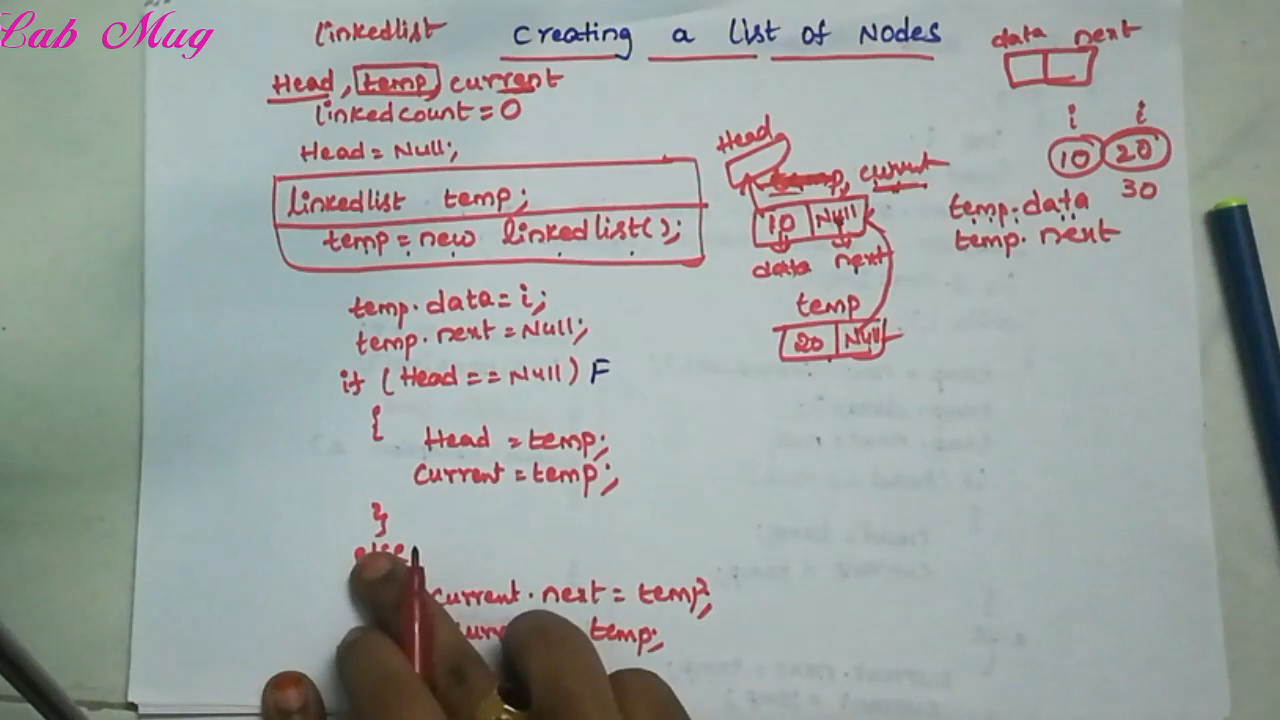 Lab Mug
linkedlist
creating a list of Nodes
Head, temp, current
linkedcount = 0
Head = Null;
linkedlist temp;
temp = new linkedlist();
temp.data = i;
temp.next = Null;
if (Head == Null) F
{
Head = temp;
current = temp;
}
else
current.next = temp;
temp;
Head
current
10 Null
data next
temp
20 Null
data next
i i
10 20
30
temp.data
temp.next